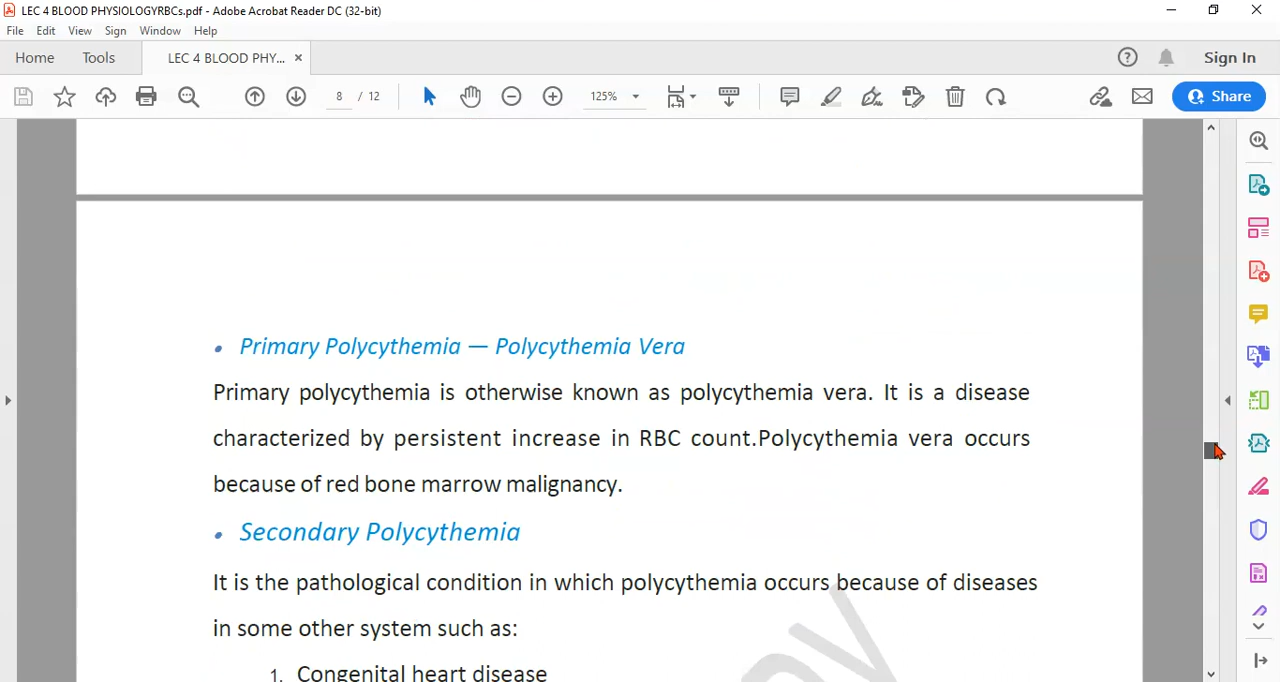 LEC 4 BLOOD PHYSIOLOGYRBCs.pdf - Adobe Acrobat Reader DC (32-bit)
File Edit View Sign Window Help
Home Tools LEC 4 BLOOD PHY... × Sign In
8 / 12 125% Share
• Primary Polycythemia — Polycythemia Vera
Primary polycythemia is otherwise known as polycythemia vera. It is a disease
characterized by persistent increase in RBC count.Polycythemia vera occurs
because of red bone marrow malignancy.
• Secondary Polycythemia
It is the pathological condition in which polycythemia occurs because of diseases
in some other system such as:
1. Congenital heart disease